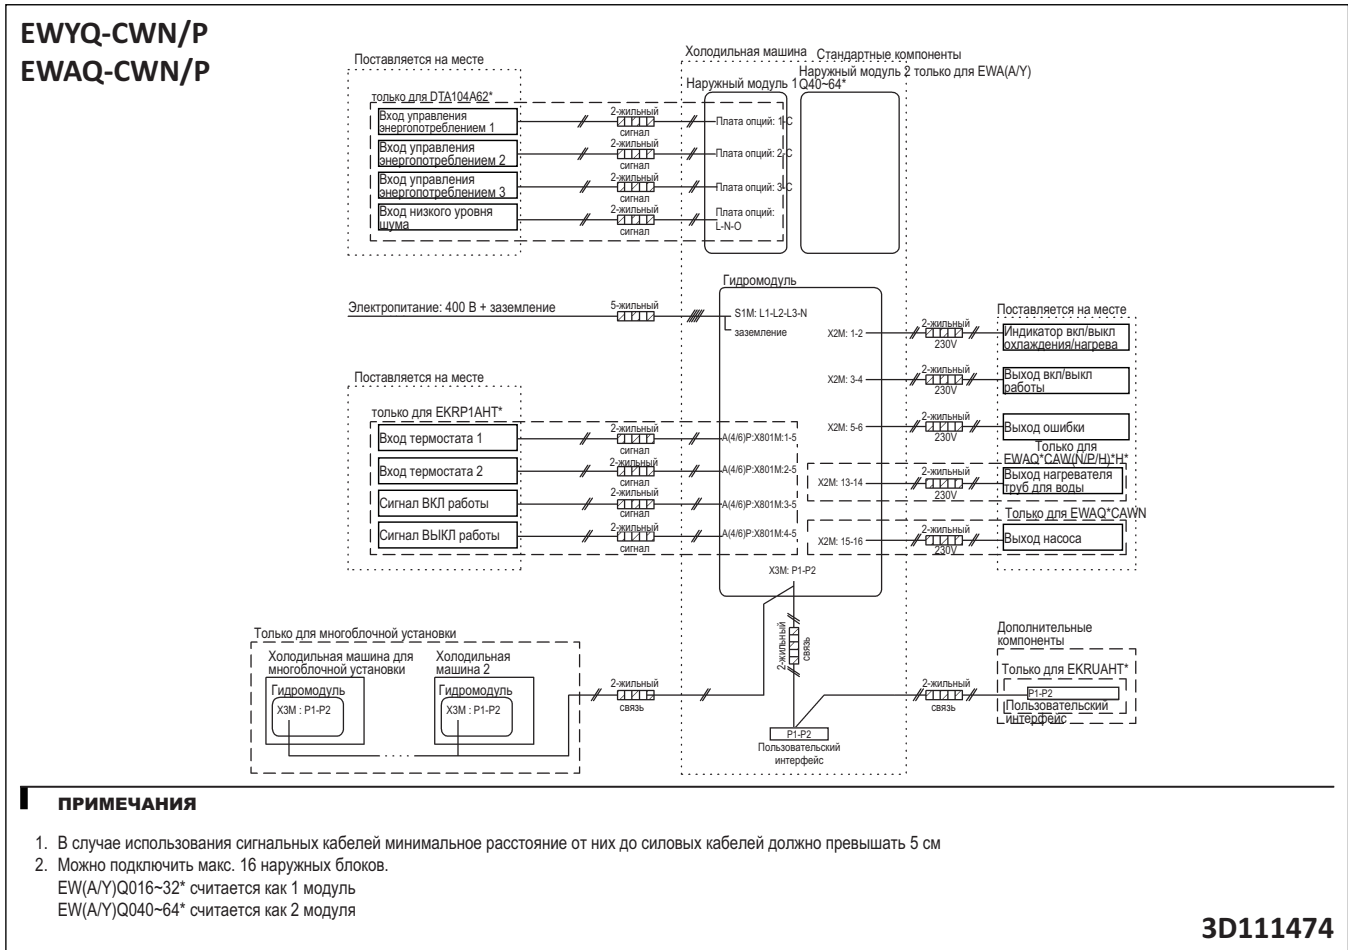 EWYQ-CWN/P
EWAQ-CWN/P
Поставляется на месте
Холодильная машина
Стандартные компоненты
Наружный модуль 1
Наружный модуль 2 только для EWA(A/Y)
Q40~64*
только для DTA104A62*
Вход управления
энергопотреблением 1
2-жильный
сигнал
Плата опций: 1-C
Вход управления
энергопотреблением 2
2-жильный
сигнал
Плата опций: 2-C
Вход управления
энергопотреблением 3
2-жильный
сигнал
Плата опций: 3-C
Вход низкого уровня
шума
2-жильный
сигнал
Плата опций:
L-N-O
Гидромодуль
Электропитание: 400 В + заземление
5-жильный
S1M: L1-L2-L3-N
заземление
Поставляется на месте
X2M: 1-2
2-жильный
230V
Индикатор вкл/выкл
охлаждения/нагрева
X2M: 3-4
2-жильный
230V
Выход вкл/выкл
работы
X2M: 5-6
2-жильный
230V
Выход ошибки
Только для
EWAQ*CAW(N/P/H)*H*
X2M: 13-14
2-жильный
230V
Выход нагревателя
труб для воды
Только для EWAQ*CAWN
X2M: 15-16
2-жильный
230V
Выход насоса
Поставляется на месте
только для EKRP1AHT*
Вход термостата 1
2-жильный
сигнал
A(4/6)P:X801M:1-5
Вход термостата 2
2-жильный
сигнал
A(4/6)P:X801M:2-5
Сигнал ВКЛ работы
2-жильный
сигнал
A(4/6)P:X801M:3-5
Сигнал ВЫКЛ работы
2-жильный
сигнал
A(4/6)P:X801M:4-5
X3M: P1-P2
2-жильный
связь
Только для многоблочной установки
Холодильная машина для
многоблочной установки
Гидромодуль
X3M : P1-P2
Холодильная
машина 2
Гидромодуль
X3M : P1-P2
2-жильный
связь
P1-P2
Пользовательский
интерфейс
2-жильный
связь
Дополнительные
компоненты
Только для EKRUAHT*
P1-P2
Пользовательский
интерфейс
ПРИМЕЧАНИЯ
1. В случае использования сигнальных кабелей минимальное расстояние от них до силовых кабелей должно превышать 5 см
2. Можно подключить макс. 16 наружных блоков.
EW(A/Y)Q016~32* считается как 1 модуль
EW(A/Y)Q040~64* считается как 2 модуля
3D111474